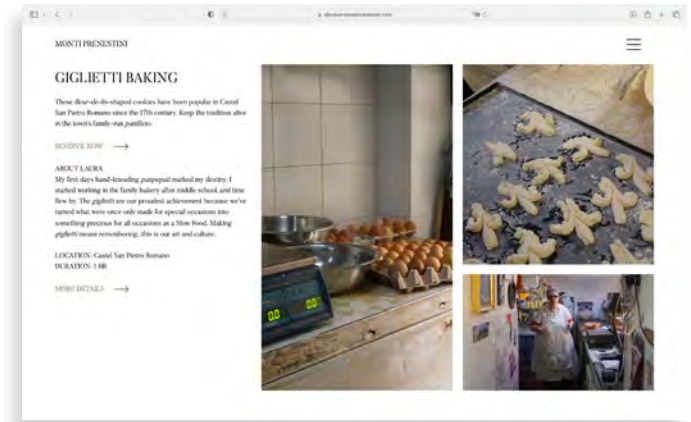 MONTI PRENESTINI
GIGLIETTI BAKING
These fleur-de-lis-shaped cookies have been popular in Castel
San Pietro Romano since the 17th century. Keep the tradition alive
in the town's family-run panificio.
RESERVE NOW
ABOUT LAURA
My first days hand-kneading pangepati marked my destiny. I
started working in the family bakery after middle school, and time
flew by. The giglietti are our proudest achievement because we've
turned what were once only made for special occasions into
something precious for all occasions as a Slow Food. Making
giglietti means remembering...this is our art and culture.
LOCATION: Castel San Pietro Romano
DURATION: 1 HR
MORE DETAILS